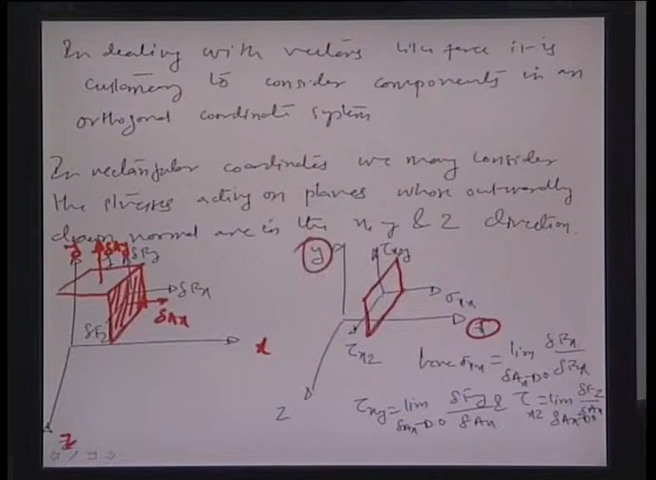 In dealing with vectors like force it is
customary to consider components in an
orthogonal coordinate system
In rectangular coordinates we may consider
the stresses acting on planes whose outwardly
drawn normal are in the x, y & z direction.
y δAy δFy
δFx
δAx
δFz
x
z
y τxy
σxx
x
τxz
z
here σxx = lim δAx→0 δFx/δBx
τxy = lim δAx→0 δFy/δAx & τxz = lim δAx→0 δFz/δAx